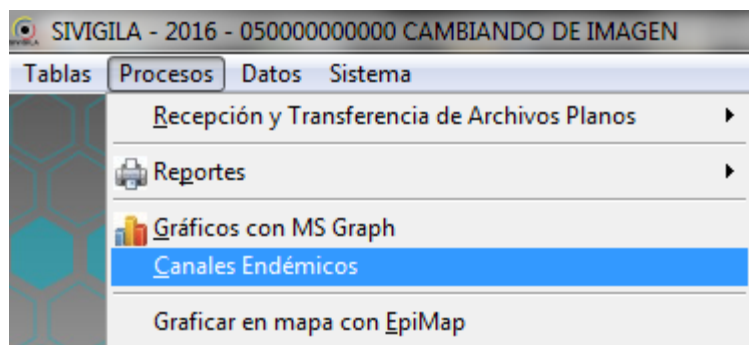 SIVIGILA - 2016 - 050000000000 CAMBIANDO DE IMAGEN
Tablas Procesos Datos Sistema
Recepción y Transferencia de Archivos Planos
Reportes
Gráficos con MS Graph
Canales Endémicos
Graficar en mapa con EpiMap